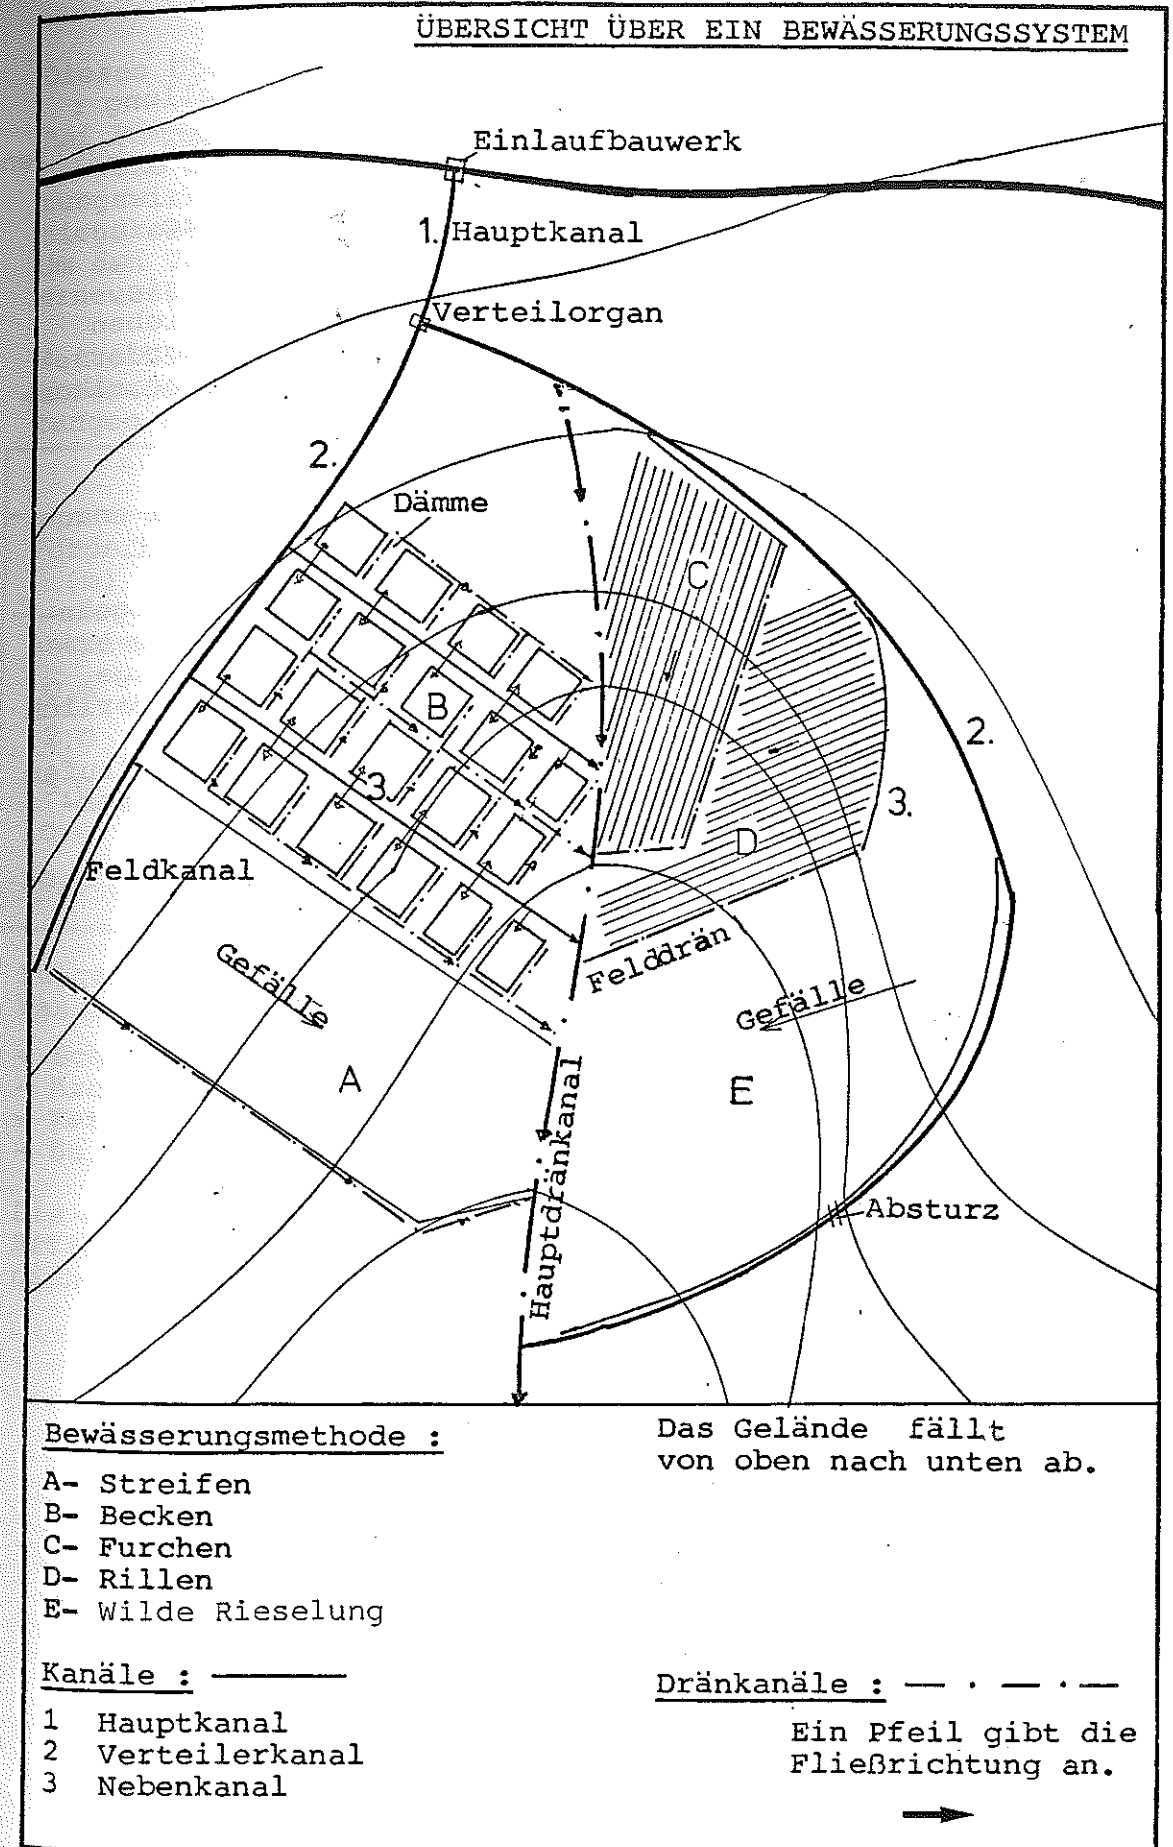 ÜBERSICHT ÜBER EIN BEWÄSSERUNGSSYSTEM
Einlaufbauwerk
1. Hauptkanal
Verteilorgan
2.
Dämme
C
B
2.
3.
3.
D
Feldkanal
Felddrän
Gefälle
Gefälle
A
E
Hauptdränkanal
Absturz
Bewässerungsmethode :
A- Streifen
B- Becken
C- Furchen
D- Rillen
E- Wilde Rieselung
Das Gelände fällt
von oben nach unten ab.
Kanäle :
1 Hauptkanal
2 Verteilerkanal
3 Nebenkanal
Dränkanäle :
Ein Pfeil gibt die
Fließrichtung an.